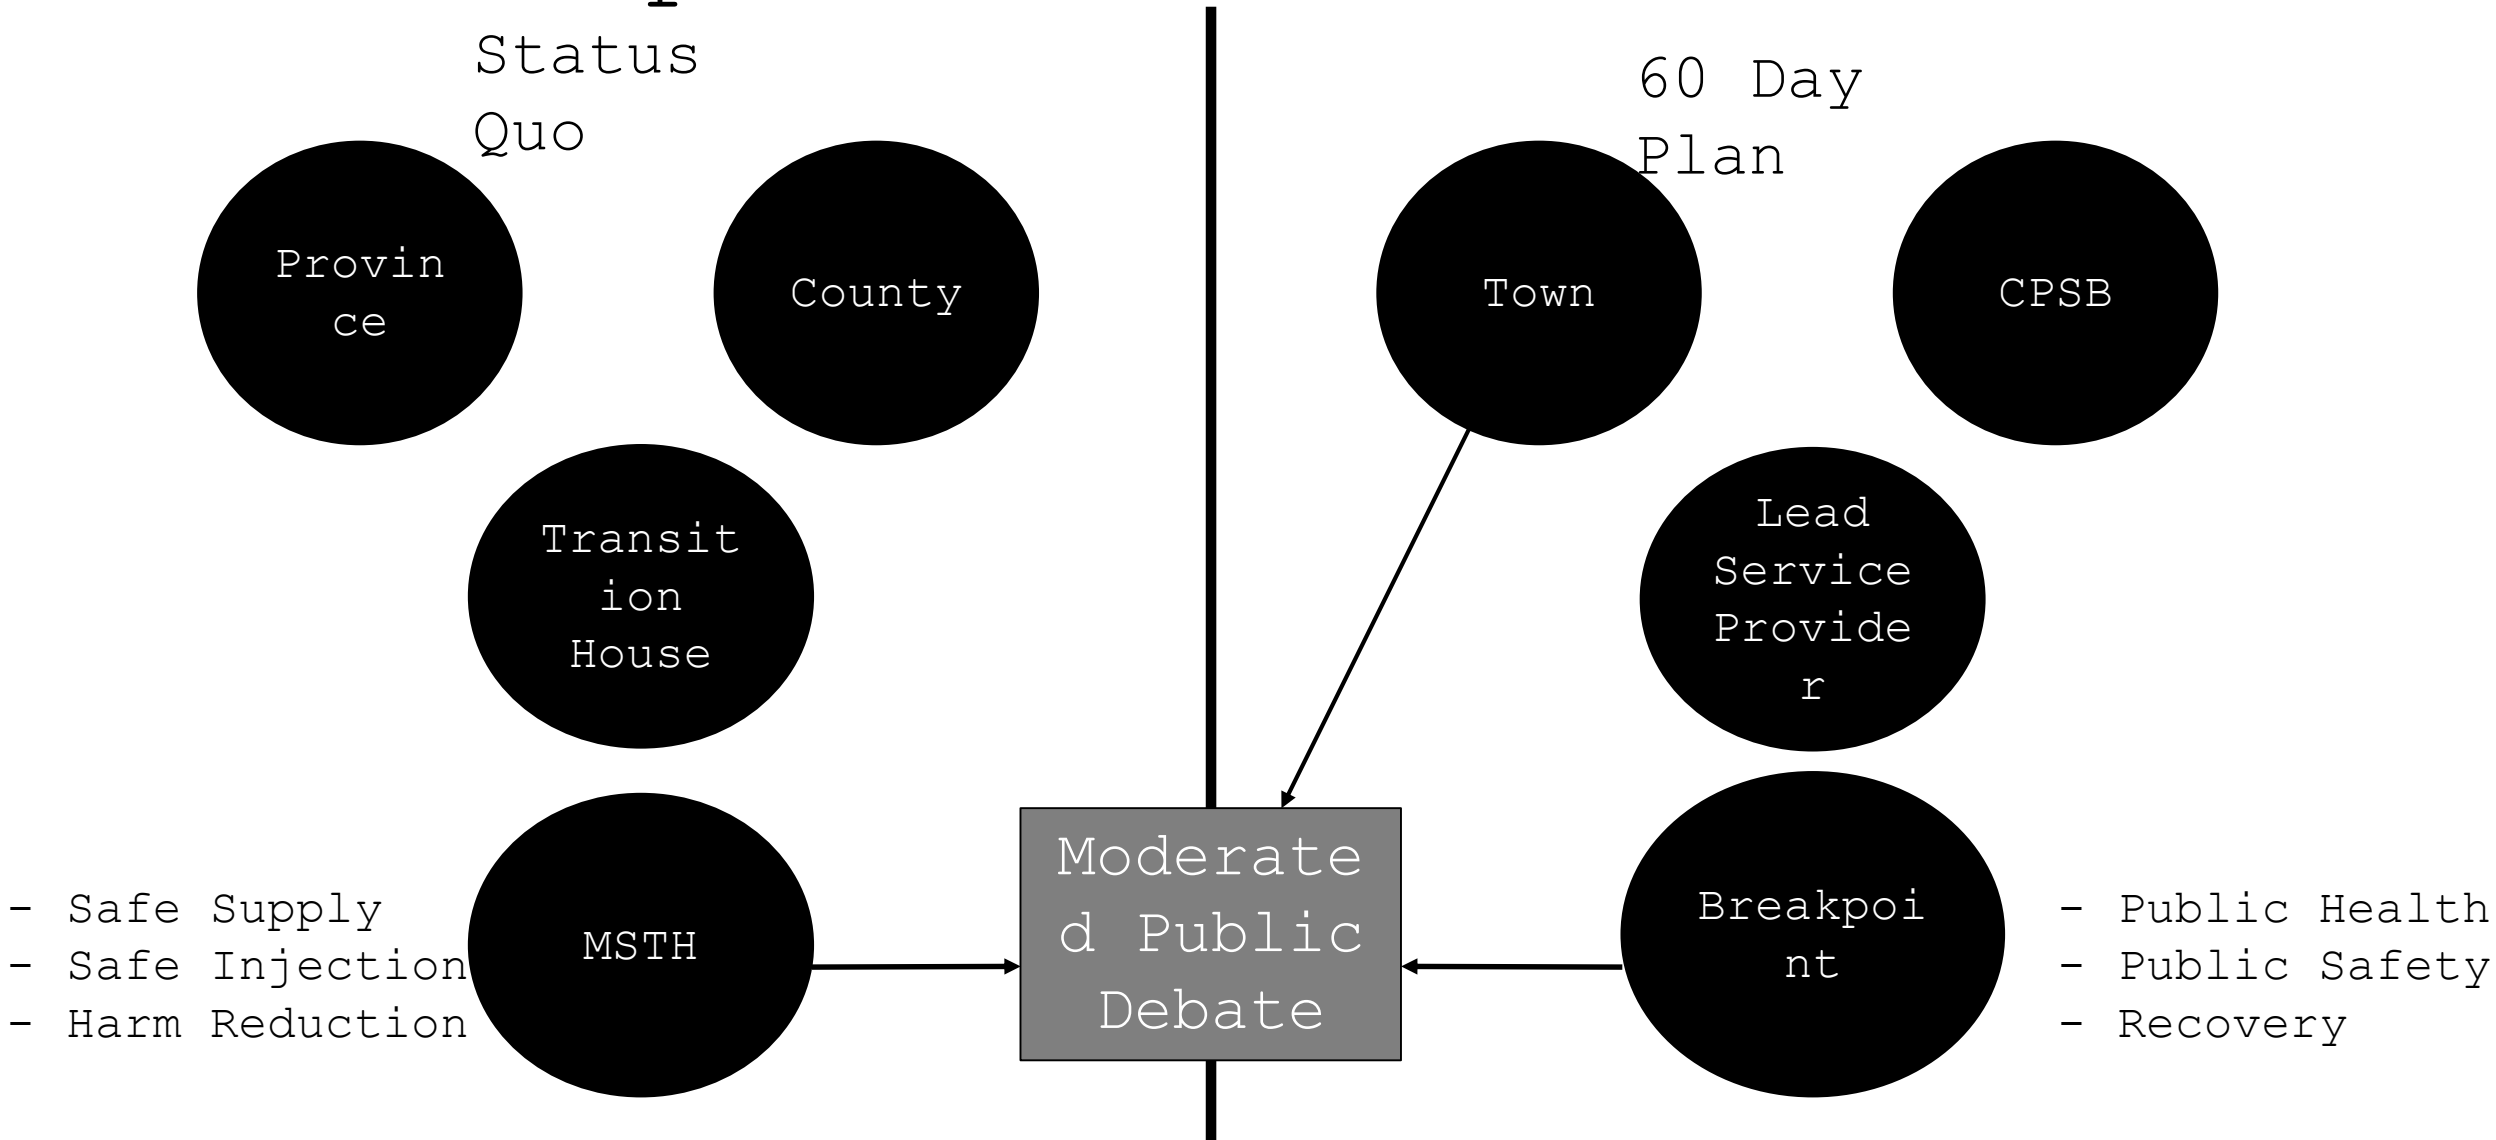 Status
Quo
60 Day
Plan
Provin
ce
County
Town
CPSB
Transit
ion
House
Lead
Service
Provide
r
MSTH
- Safe Supply
- Safe Injection
- Harm Reduction
Moderate
d Public
Debate
Breakpoi
nt
- Public Health
- Public Safety
- Recovery